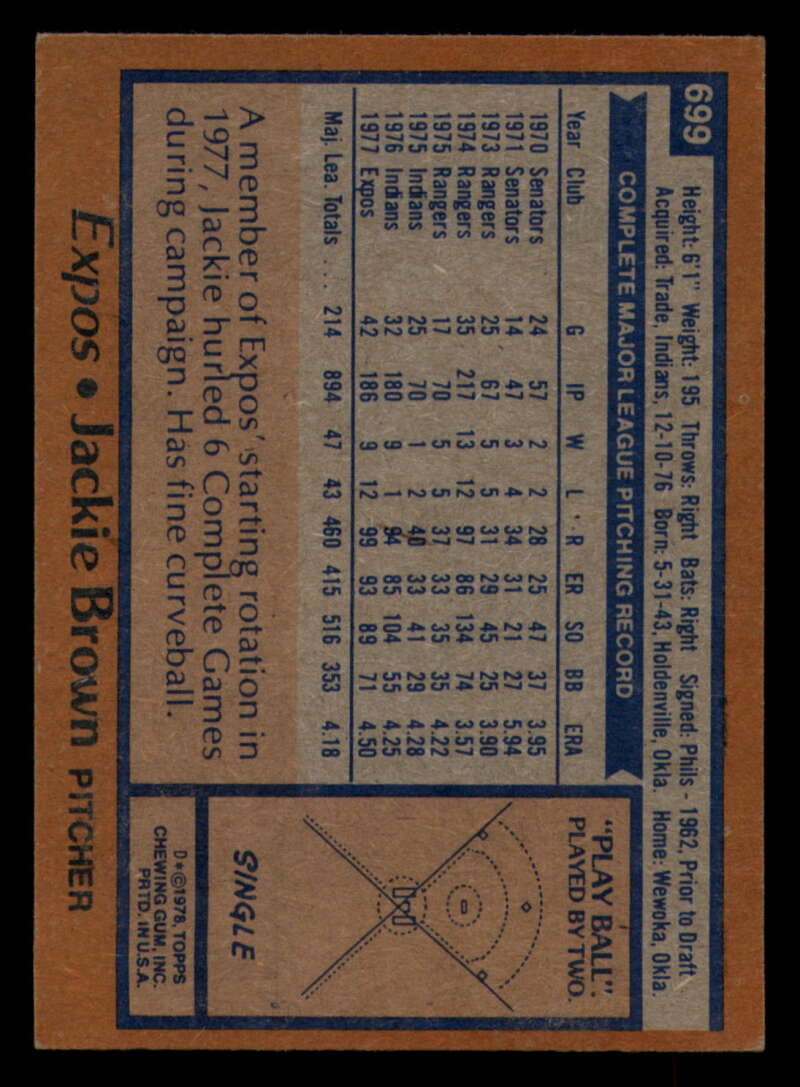 699
Height: 6'1" Weight: 195 Throws: Right Bats: Right Signed: Phils - 1962, Prior to Draft
Acquired: Trade, Indians, 12-10-76 Born: 5-31-43, Holdenville, Okla. Home: Wewoka, Okla.
COMPLETE MAJOR LEAGUE PITCHING RECORD
Year Club G IP W L R ER SO BB ERA
1970 Senators 24 57 2 2 28 25 47 37 3.95
1971 Senators 14 47 3 4 34 31 21 27 5.94
1973 Rangers 25 67 5 5 31 29 45 25 3.90
1974 Rangers 35 217 13 12 97 86 134 74 3.57
1975 Rangers 17 70 5 5 37 33 35 35 4.22
1975 Indians 25 70 1 2 40 33 41 29 4.28
1976 Indians 32 180 9 1 94 85 104 55 4.25
1977 Expos 42 186 9 12 99 93 89 71 4.50
Maj. Lea. Totals ... 214 894 47 43 460 415 516 353 4.18
A member of Expos' starting rotation in
1977, Jackie hurled 6 Complete Games
during campaign. Has fine curveball.
"PLAY BALL":
PLAYED BY TWO.
SINGLE
D*©1978, TOPPS
CHEWING GUM, INC.
PRTD. IN U.S.A.
Expos • Jackie Brown PITCHER